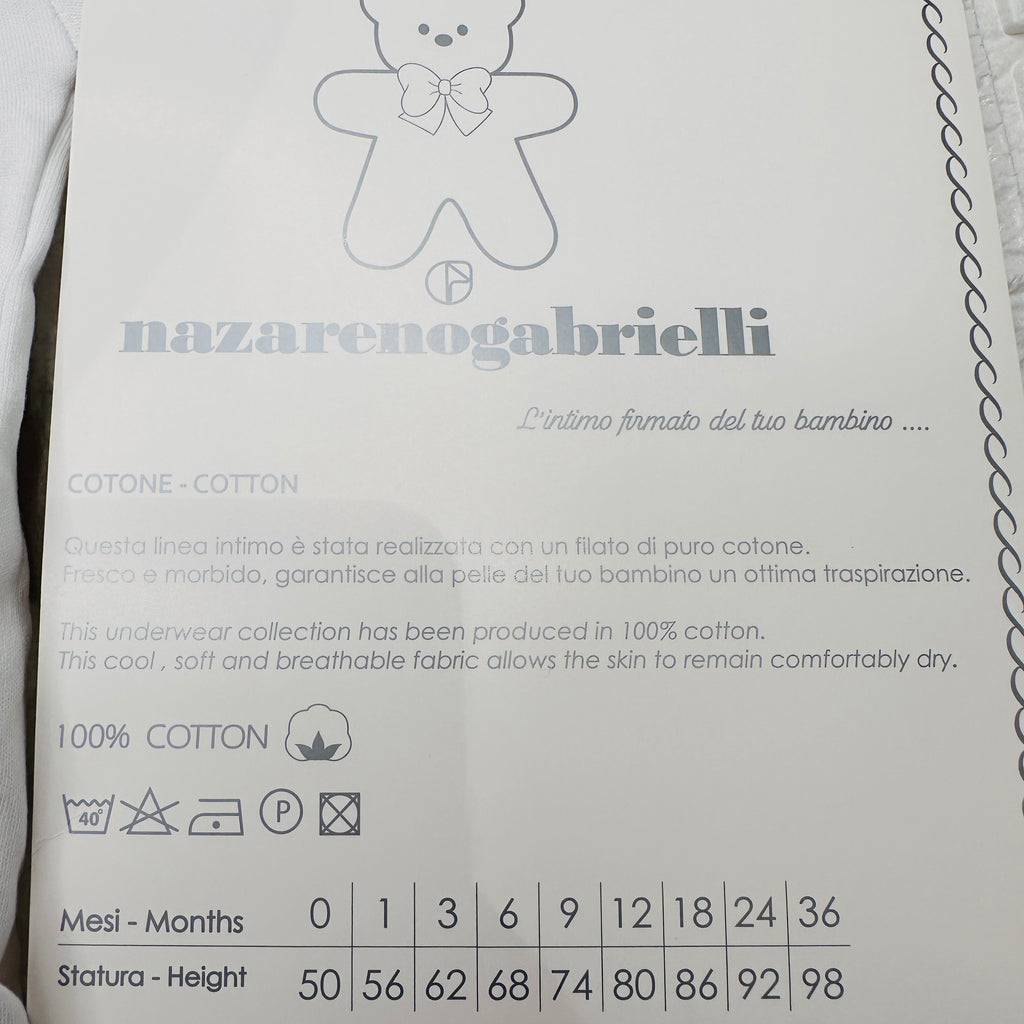 nazarenogabrielli
L'intimo firmato del tuo bambino ....
COTONE - COTTON
Questa linea intimo è stata realizzata con un filato di puro cotone.
Fresco e morbido, garantisce alla pelle del tuo bambino un ottima traspirazione.
This underwear collection has been produced in 100% cotton.
This cool , soft and breathable fabric allows the skin to remain comfortably dry.
100% COTTON
40° P
Mesi - Months 0 1 3 6 9 12 18 24 36
Statura - Height 50 56 62 68 74 80 86 92 98